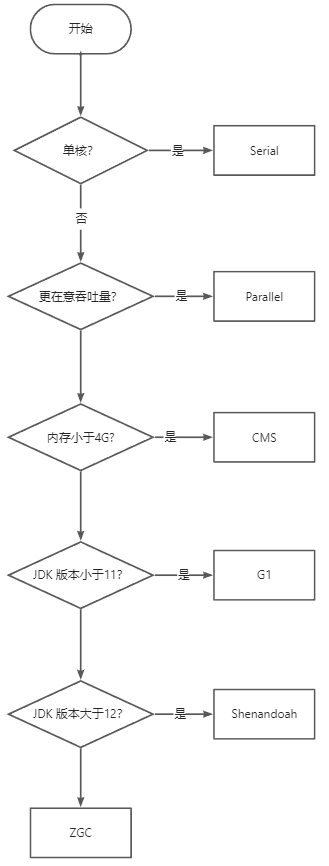 开始
单核?
是
Serial
否
更在意吞吐量?
是
Parallel
内存小于4G?
是
CMS
JDK 版本小于11?
是
G1
JDK 版本大于12?
是
Shenandoah
ZGC